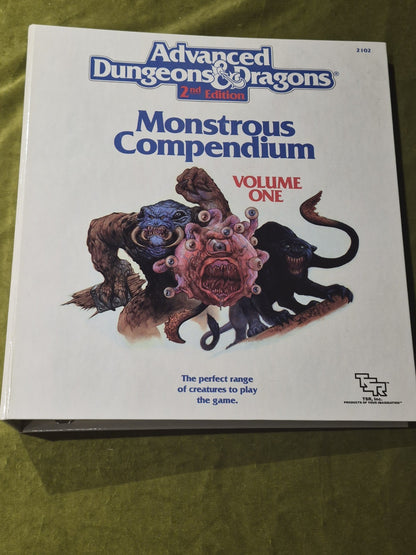 2102
Advanced
Dungeons & Dragons®
2nd Edition
Monstrous
Compendium
VOLUME
ONE
The perfect range
of creatures to play
the game.
TSR
TSR, Inc.
PRODUCTS OF YOUR IMAGINATION™